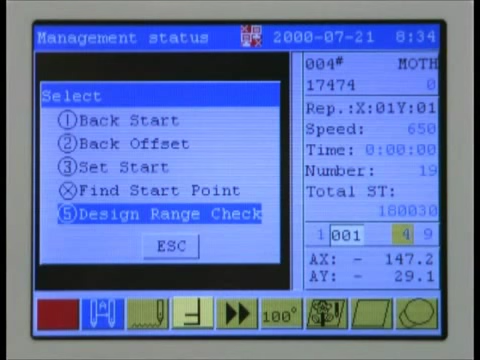 Management status 2000-07-21 8:34
004# MOTH
17474 0
Rep.:X:01Y:01
Speed: 650
Time: 0:00:00
Number: 19
Total ST:
180030
1 001 4 9
AX: - 147.2
AY: - 29.1
Select
①Back Start
②Back Offset
③Set Start
ⓧFind Start Point
⑤Design Range Check
ESC
100°